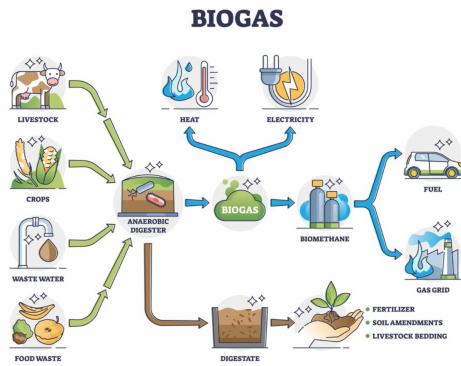 BIOGAS
LIVESTOCK
HEAT
ELECTRICITY
CROPS
ANAEROBIC
DIGESTER
BIOGAS
BIOMETHANE
FUEL
WASTE WATER
GAS GRID
FOOD WASTE
DIGESTATE
FERTILIZER
SOIL AMENDMENTS
LIVESTOCK BEDDING